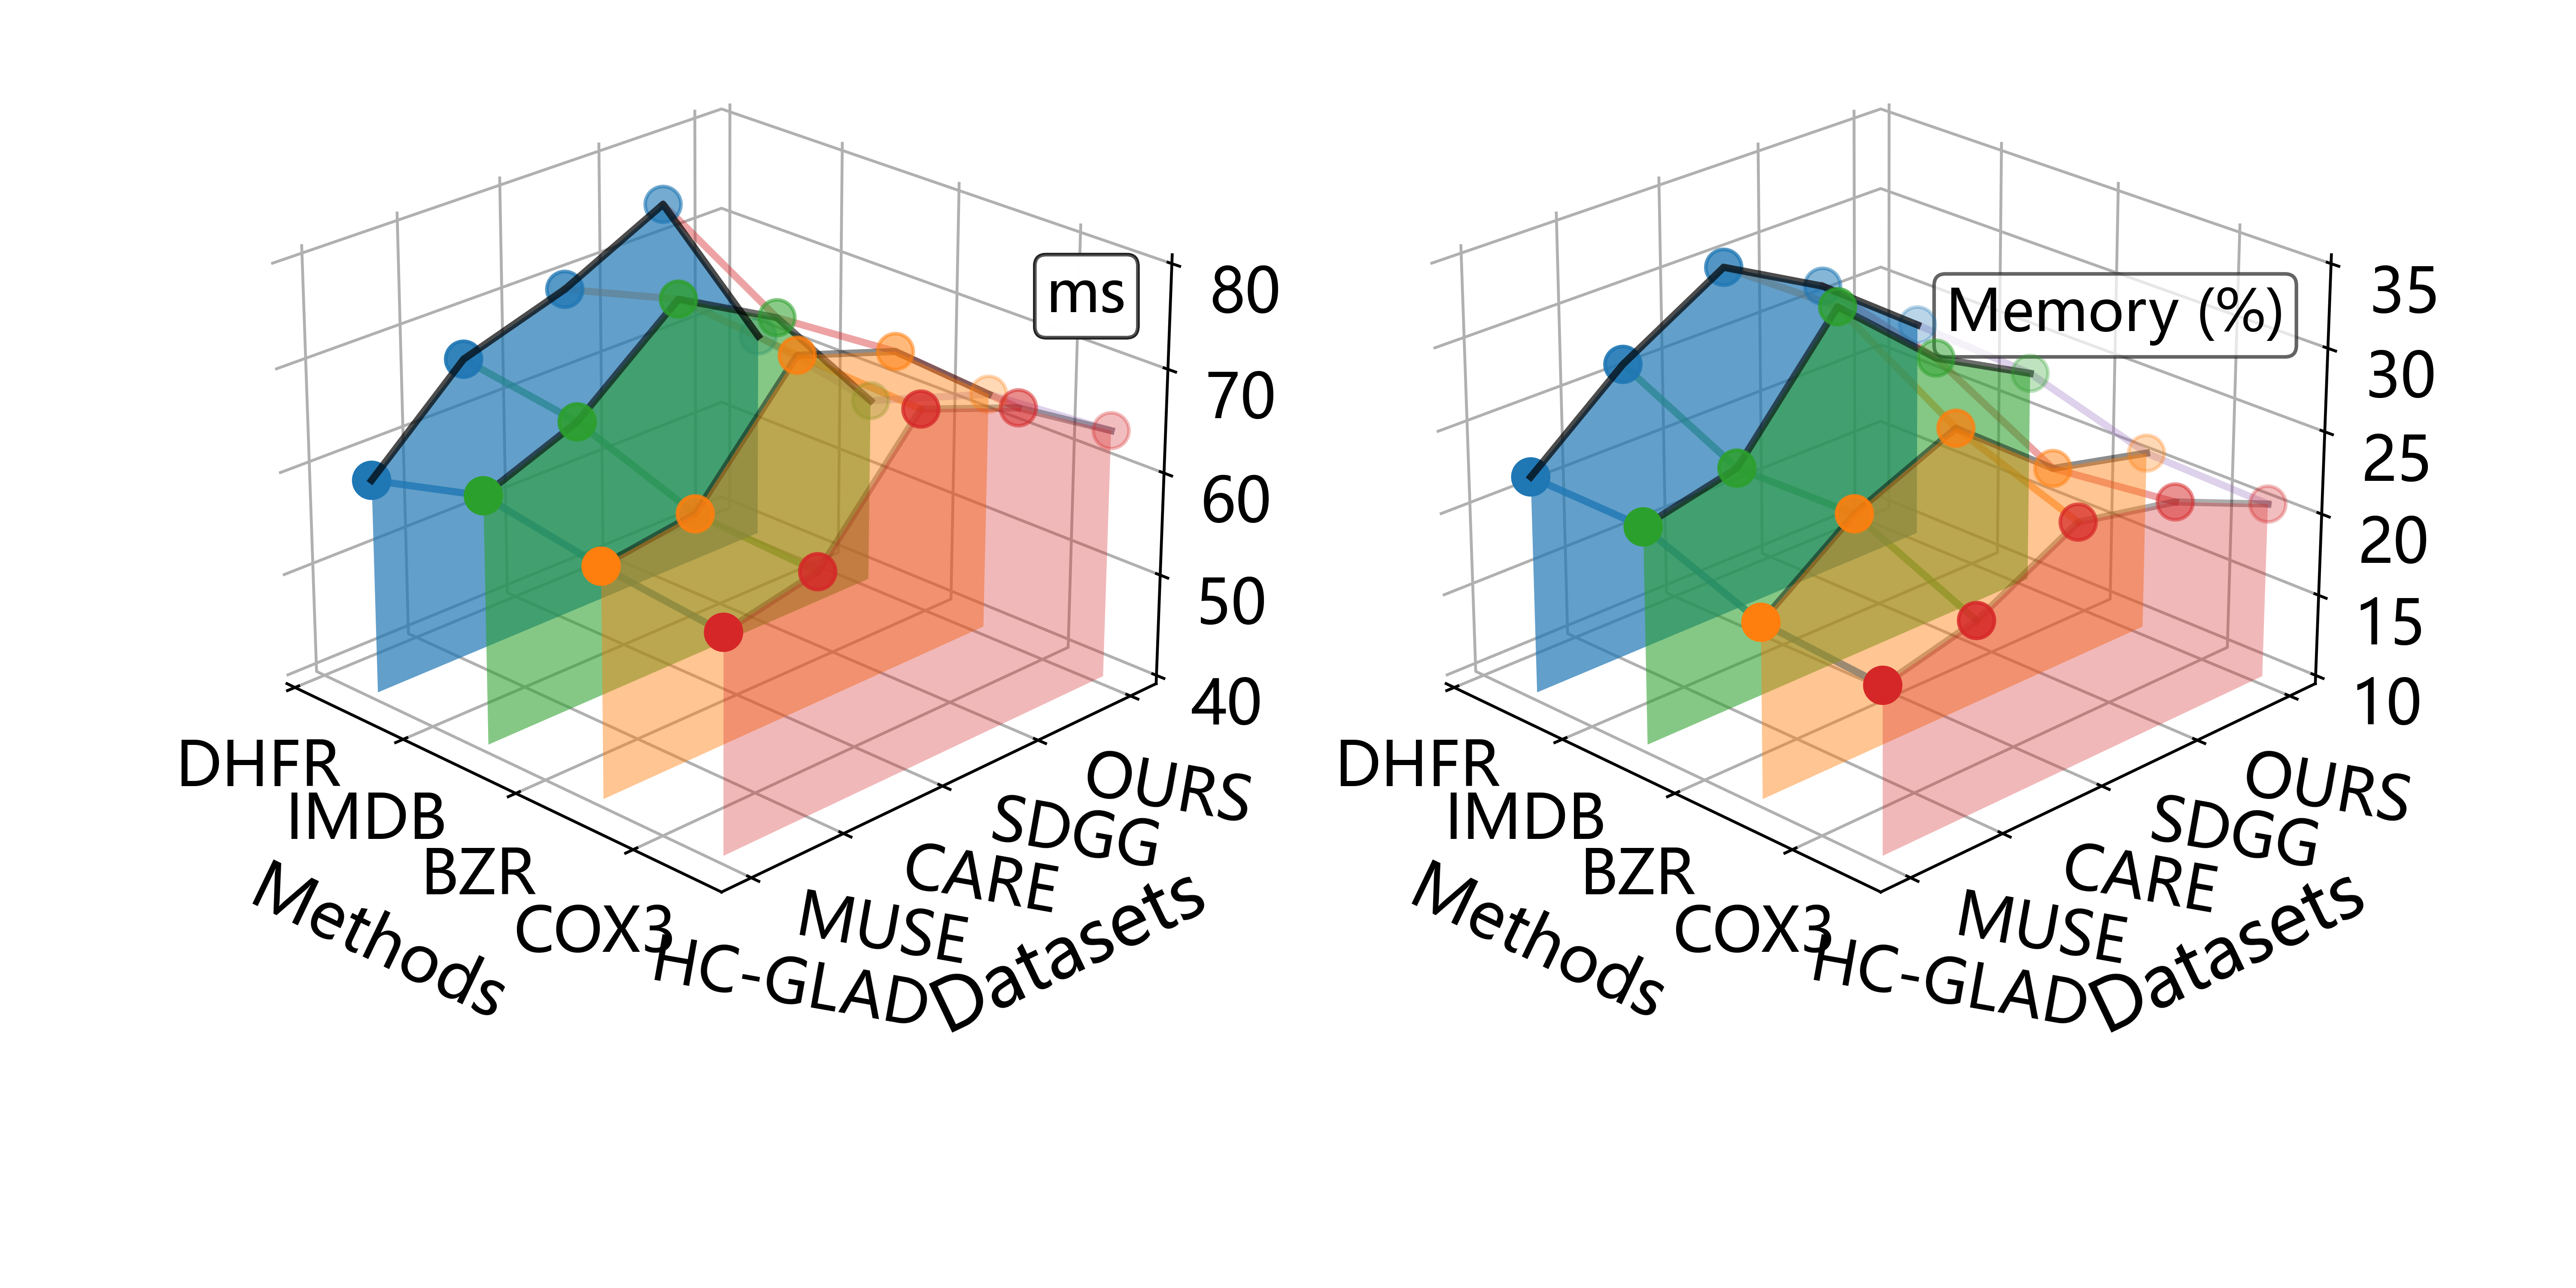 ms
80
70
60
50
40
DHFR
IMDB
BZR
COX3
Methods
HC-GLAD
MUSE
CARE
SDGG
OURS
Datasets
Memory (%)
35
30
25
20
15
10
DHFR
IMDB
BZR
COX3
Methods
HC-GLAD
MUSE
CARE
SDGG
OURS
Datasets